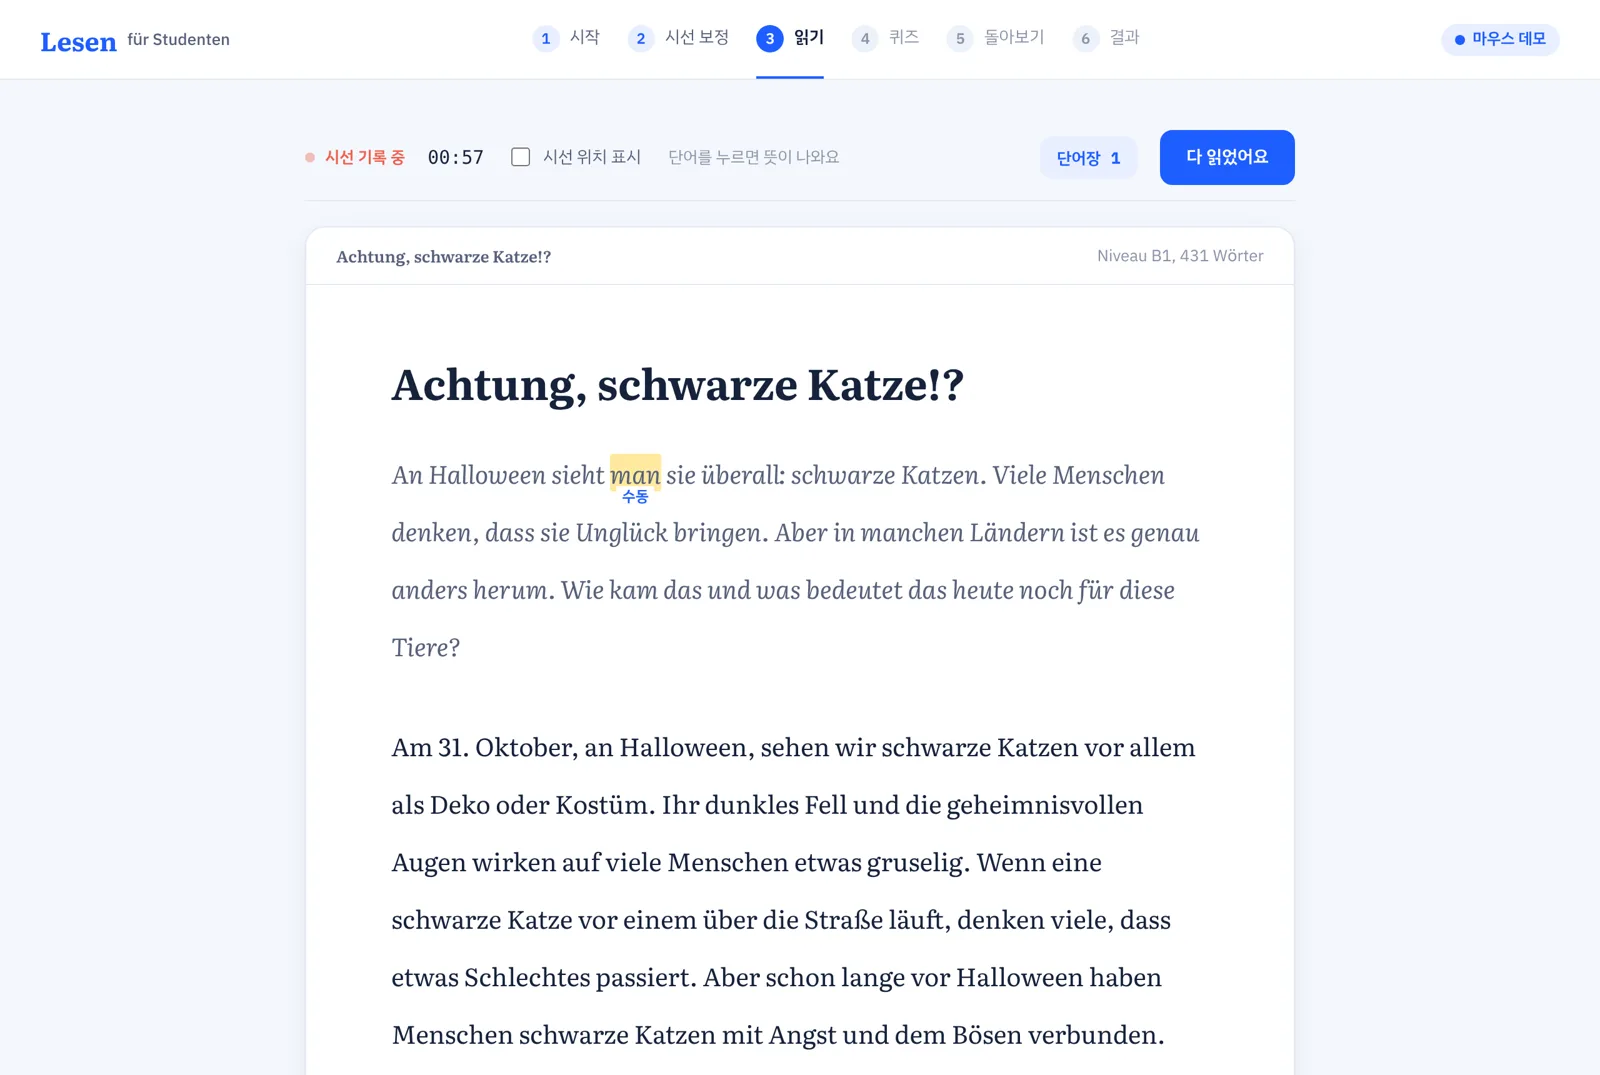 Lesen für Studenten
1 시작 2 시선 보정 3 읽기 4 퀴즈 5 돌아보기 6 결과
마우스 데모
시선 기록 중 00:57 시선 위치 표시 단어를 누르면 뜻이 나와요
단어장 1
다 읽었어요
Achtung, schwarze Katze!?
Niveau B1, 431 Wörter
Achtung, schwarze Katze!?
An Halloween sieht man sie überall: schwarze Katzen. Viele Menschen
수동
denken, dass sie Unglück bringen. Aber in manchen Ländern ist es genau
anders herum. Wie kam das und was bedeutet das heute noch für diese
Tiere?
Am 31. Oktober, an Halloween, sehen wir schwarze Katzen vor allem
als Deko oder Kostüm. Ihr dunkles Fell und die geheimnisvollen
Augen wirken auf viele Menschen etwas gruselig. Wenn eine
schwarze Katze vor einem über die Straße läuft, denken viele, dass
etwas Schlechtes passiert. Aber schon lange vor Halloween haben
Menschen schwarze Katzen mit Angst und dem Bösen verbunden.